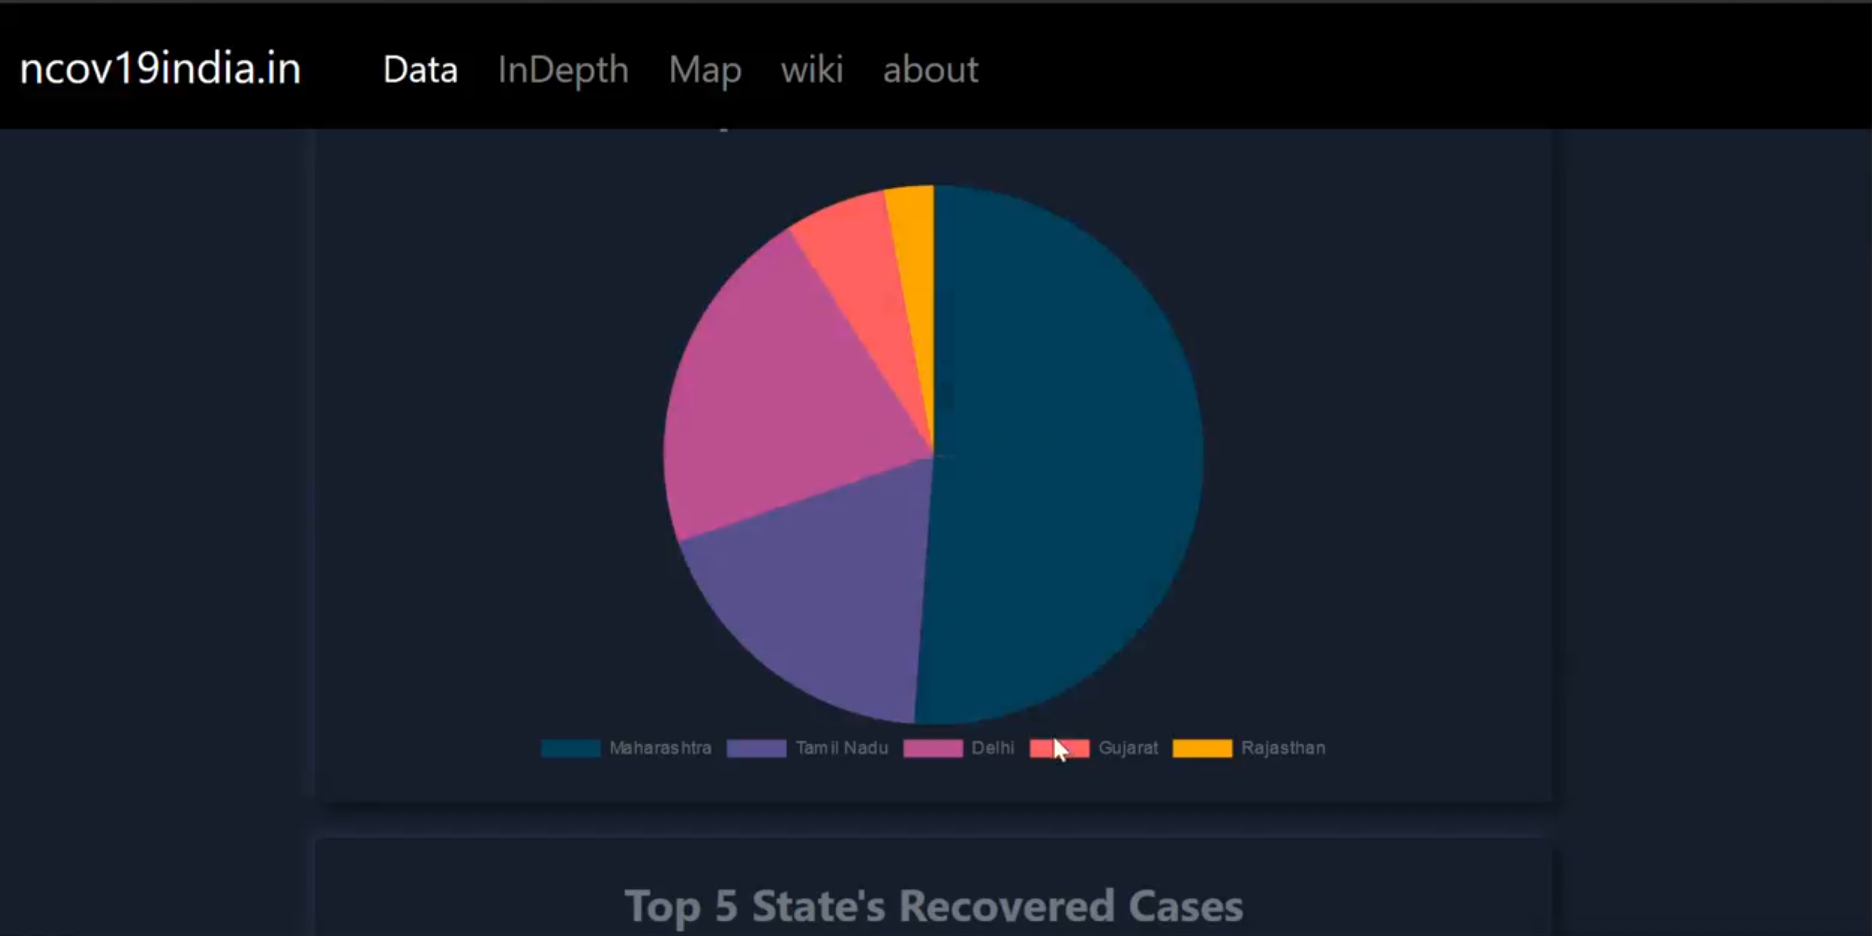 ncov19india.in Data InDepth Map wiki about
Maharashtra Tamil Nadu Delhi Gujarat Rajasthan
Top 5 State's Recovered Cases